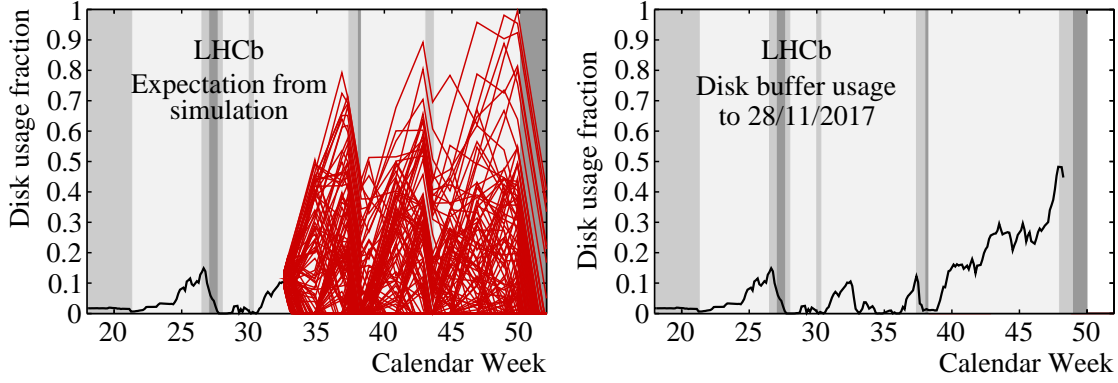 Disk usage fraction
1
0.9
0.8
0.7
0.6
0.5
0.4
0.3
0.2
0.1
0
LHCb
Expectation from
simulation
20 25 30 35 40 45 50
Calendar Week
Disk usage fraction
1
0.9
0.8
0.7
0.6
0.5
0.4
0.3
0.2
0.1
0
LHCb
Disk buffer usage
to 28/11/2017
20 25 30 35 40 45 50
Calendar Week